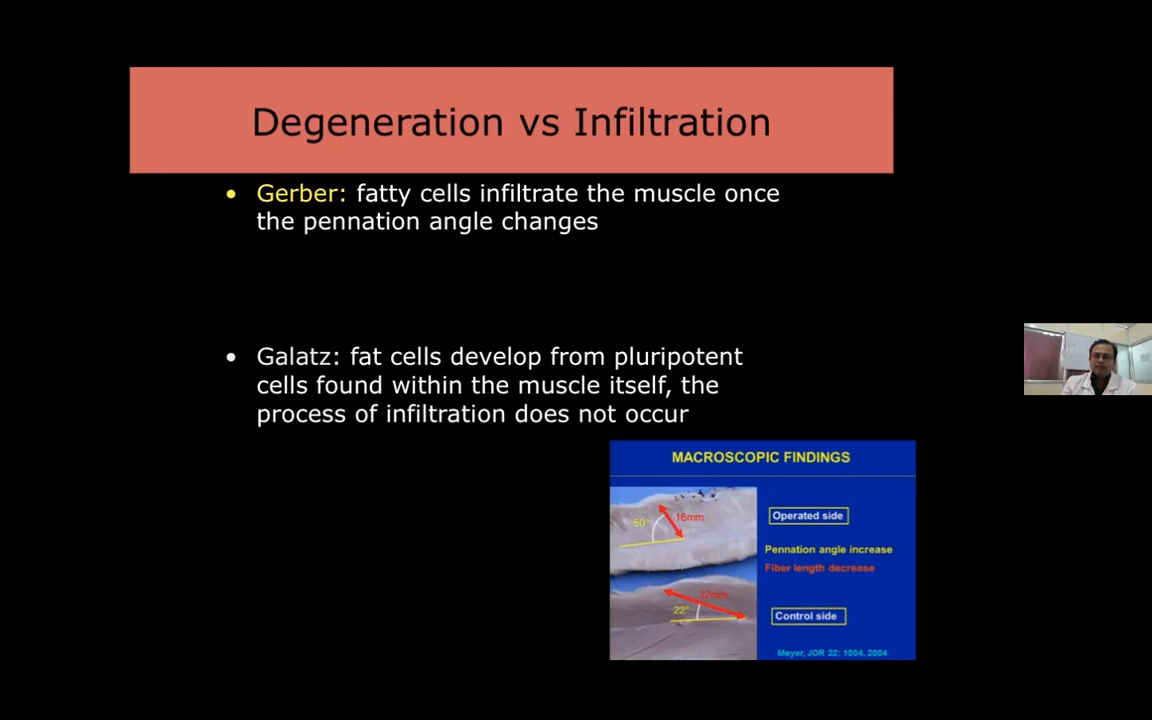 Degeneration vs Infiltration
• Gerber: fatty cells infiltrate the muscle once
the pennation angle changes
• Galatz: fat cells develop from pluripotent
cells found within the muscle itself, the
process of infiltration does not occur
MACROSCOPIC FINDINGS
50°
16mm
Operated side
Pennation angle increase
Fiber length decrease
32mm
22°
Control side
Meyer, JOR 22: 1004, 2004